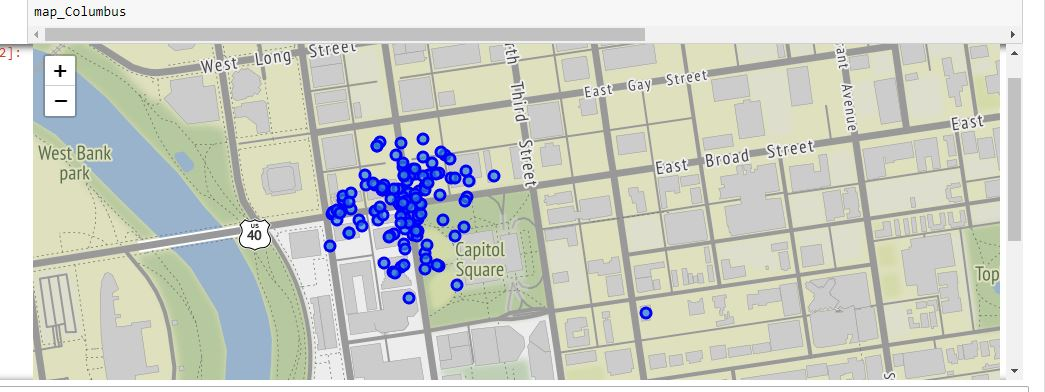 map_Columbus
2]:
+
−
West Long Street
rth Third Street
East Gay Street
ant Avenue
East
East Broad Street
West Bank
park
US
40
Capitol
Square
Top
S